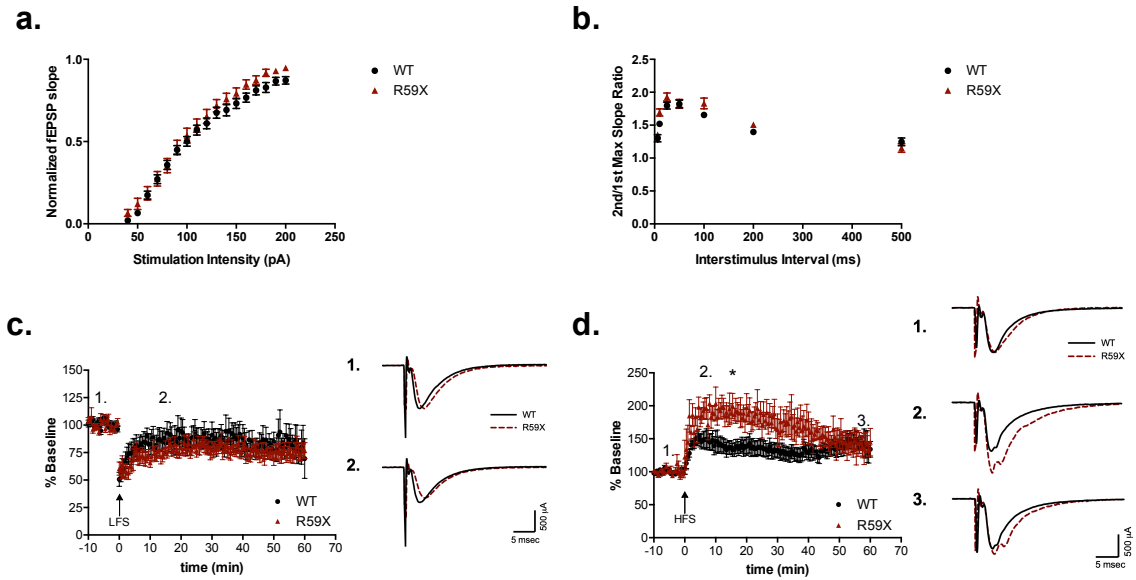 a.
Normalized fEPSP slope
1.0
0.5
0.0
0 50 100 150 200 250
Stimulation Intensity (pA)
WT
R59X
b.
2nd/1st Max Slope Ratio
2.5
2.0
1.5
1.0
0.5
0.0
0 100 200 300 400 500
Interstimulus Interval (ms)
WT
R59X
c.
% Baseline
150
125
100
75
50
25
0
1.
2.
LFS
WT
R59X
-10 0 10 20 30 40 50 60 70
time (min)
1.
WT
R59X
2.
500 µA
5 msec
d.
% Baseline
250
200
150
100
50
0
1.
2.
*
3.
HFS
WT
R59X
-10 0 10 20 30 40 50 60 70
time (min)
1.
WT
R59X
2.
3.
500 µA
5 msec